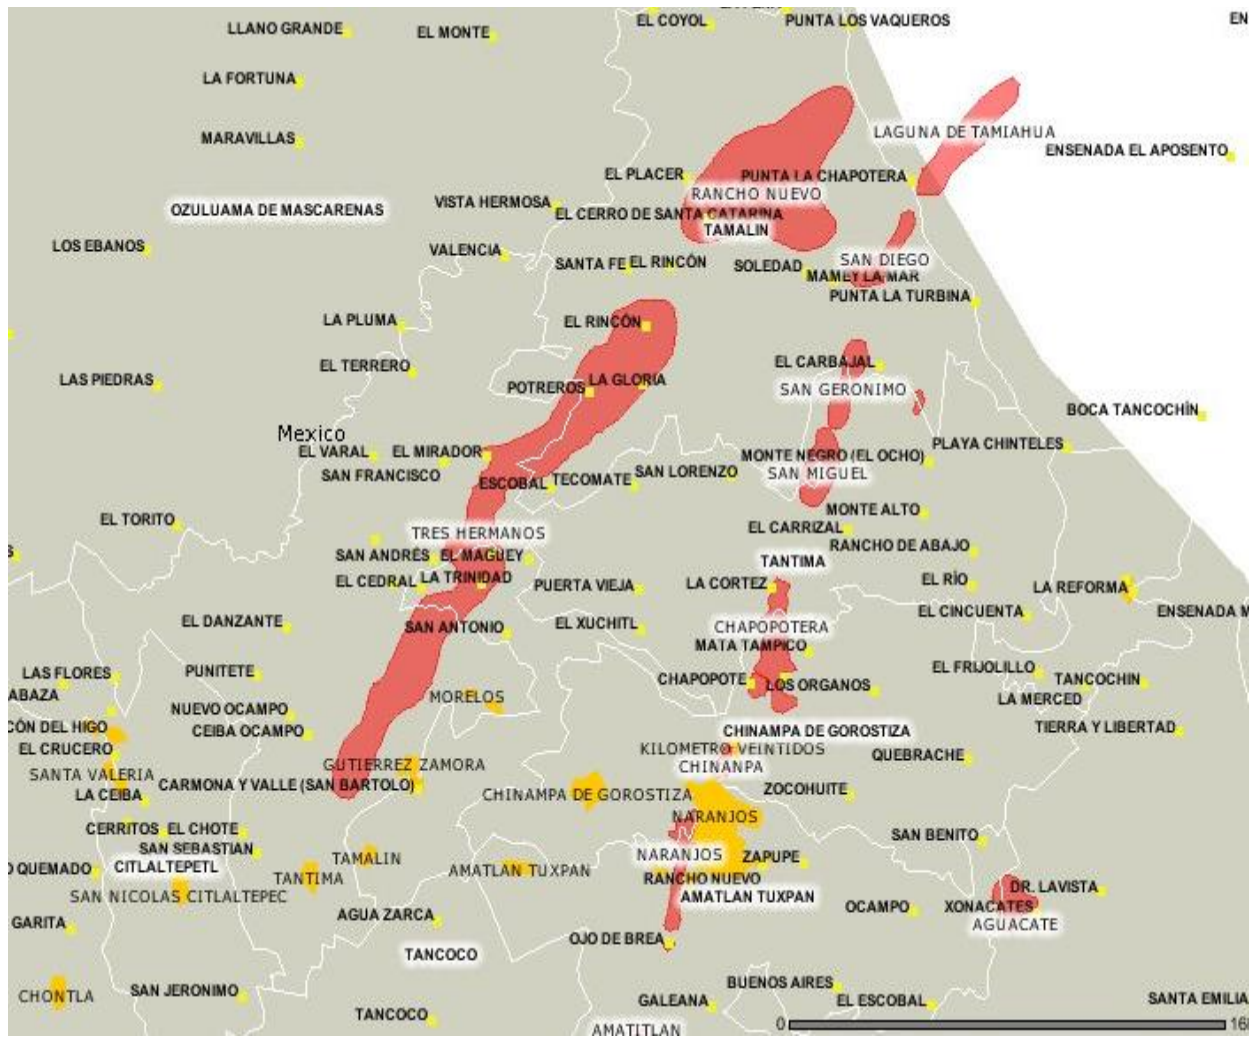 EL COYOL
PUNTA LOS VAQUEROS
EN
LLANO GRANDE
EL MONTE
LA FORTUNA
LAGUNA DE TAMIAHUA
MARAVILLAS
ENSENADA EL APOSENTO
EL PLACER
PUNTA LA CHAPOTERA
RANCHO NUEVO
OZULUAMA DE MASCARENAS
VISTA HERMOSA
EL CERRO DE SANTA CATARINA
TAMALIN
LOS EBANOS
VALENCIA
SANTA FE
EL RINCÓN
SOLEDAD
SAN DIEGO
MAMEY LA MAR
PUNTA LA TURBINA
LA PLUMA
EL RINCÓN
EL TERRERO
EL CARBAJAL
LAS PIEDRAS
POTREROS
LA GLORIA
SAN GERONIMO
BOCA TANCOCHÍN
Mexico
EL VARAL
EL MIRADOR
PLAYA CHINTELES
MONTE NEGRO (EL OCHO)
SAN FRANCISCO
ESCOBAL
TECOMATE
SAN LORENZO
SAN MIGUEL
MONTE ALTO
EL TORITO
TRES HERMANOS
EL CARRIZAL
RANCHO DE ABAJO
S
SAN ANDRÉS
EL MAGUEY
TANTIMA
EL CEDRAL
LA TRINIDAD
PUERTA VIEJA
LA CORTEZ
EL RÍO
LA REFORMA
EL CINCUENTA
ENSENADA M
EL DANZANTE
SAN ANTONIO
EL XUCHITL
CHAPOPOTERA
MATA TAMPICO
LAS FLORES
PUNITETE
EL FRIJOLILLO
ABAZA
MORELOS
CHAPOPOTE
LOS ORGANOS
TANCOCHIN
LA MERCED
NUEVO OCAMPO
CÓN DEL HIGO
CEIBA OCAMPO
CHINAMPA DE GOROSTIZA
TIERRA Y LIBERTAD
EL CRUCERO
KILOMETRO VEINTIDOS
QUEBRACHE
SANTA VALERIA
GUTIERREZ ZAMORA
CHINANPA
LA CEIBA
CARMONA Y VALLE (SAN BARTOLO)
CHINAMPA DE GOROSTIZA
ZOCOHUITE
NARANJOS
CERRITOS
EL CHOTE
SAN BENITO
SAN SEBASTIAN
TAMALIN
NARANJOS
ZAPUPE
O QUEMADO
CITLALTEPETL
TANTIMA
AMATLAN TUXPAN
RANCHO NUEVO
DR. LAVISTA
SAN NICOLAS CITLALTEPEC
AMATLAN TUXPAN
OCAMPO
XONACATES
GARITA
AGUA ZARCA
AGUACATE
OJO DE BREA
TANCOCO
CHONTLA
SAN JERONIMO
BUENOS AIRES
GALEANA
EL ESCOBAL
SANTA EMILIA
TANCOCO
AMATITLAN
0